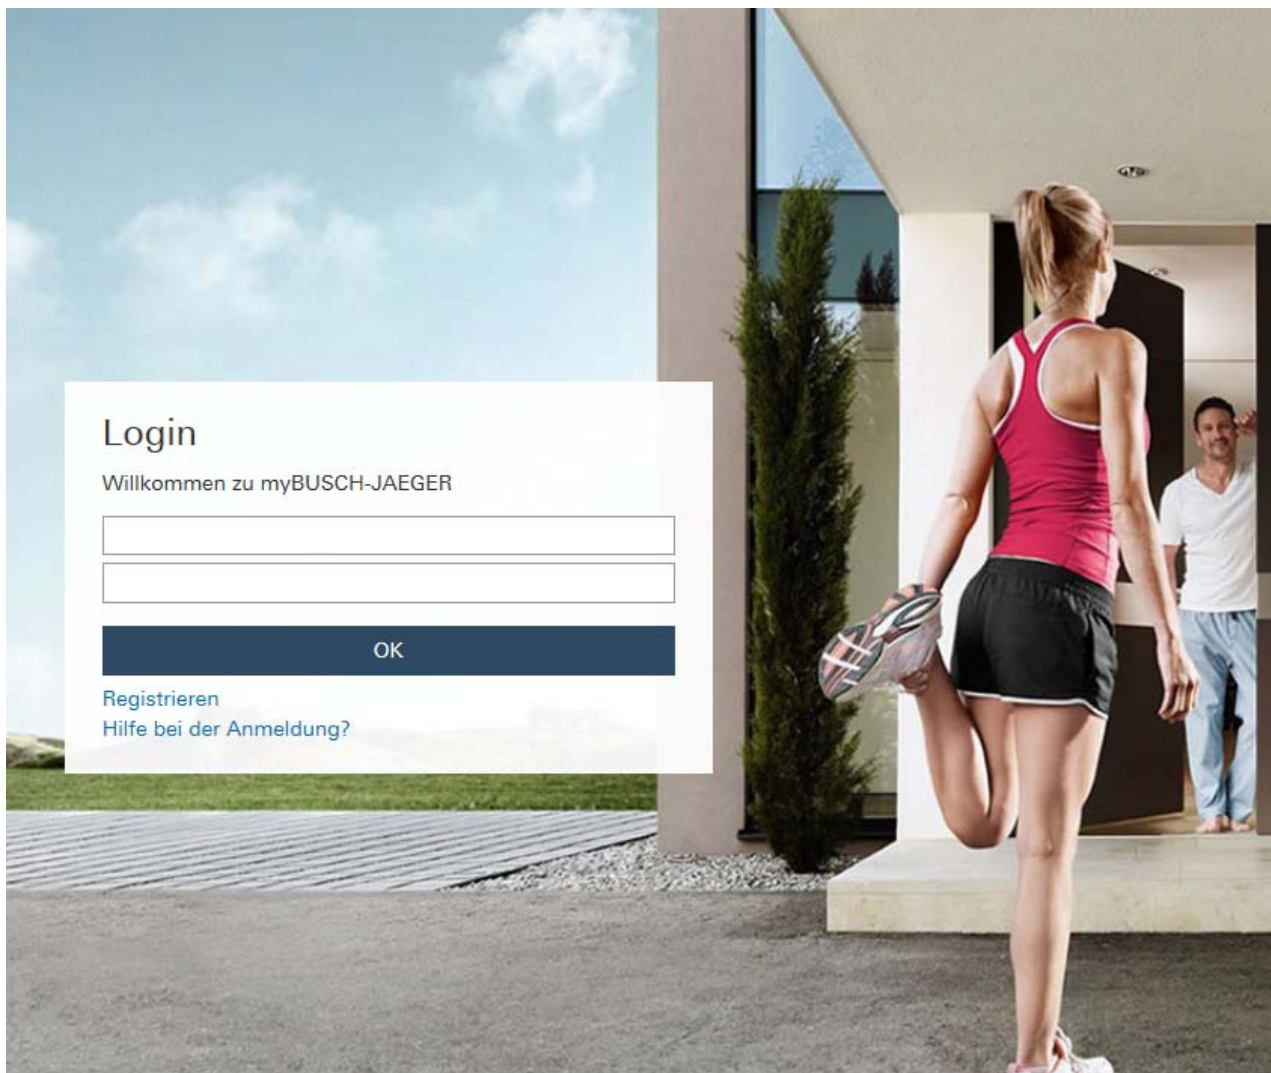 Login
Willkommen zu myBUSCH-JAEGER
OK
Registrieren
Hilfe bei der Anmeldung?